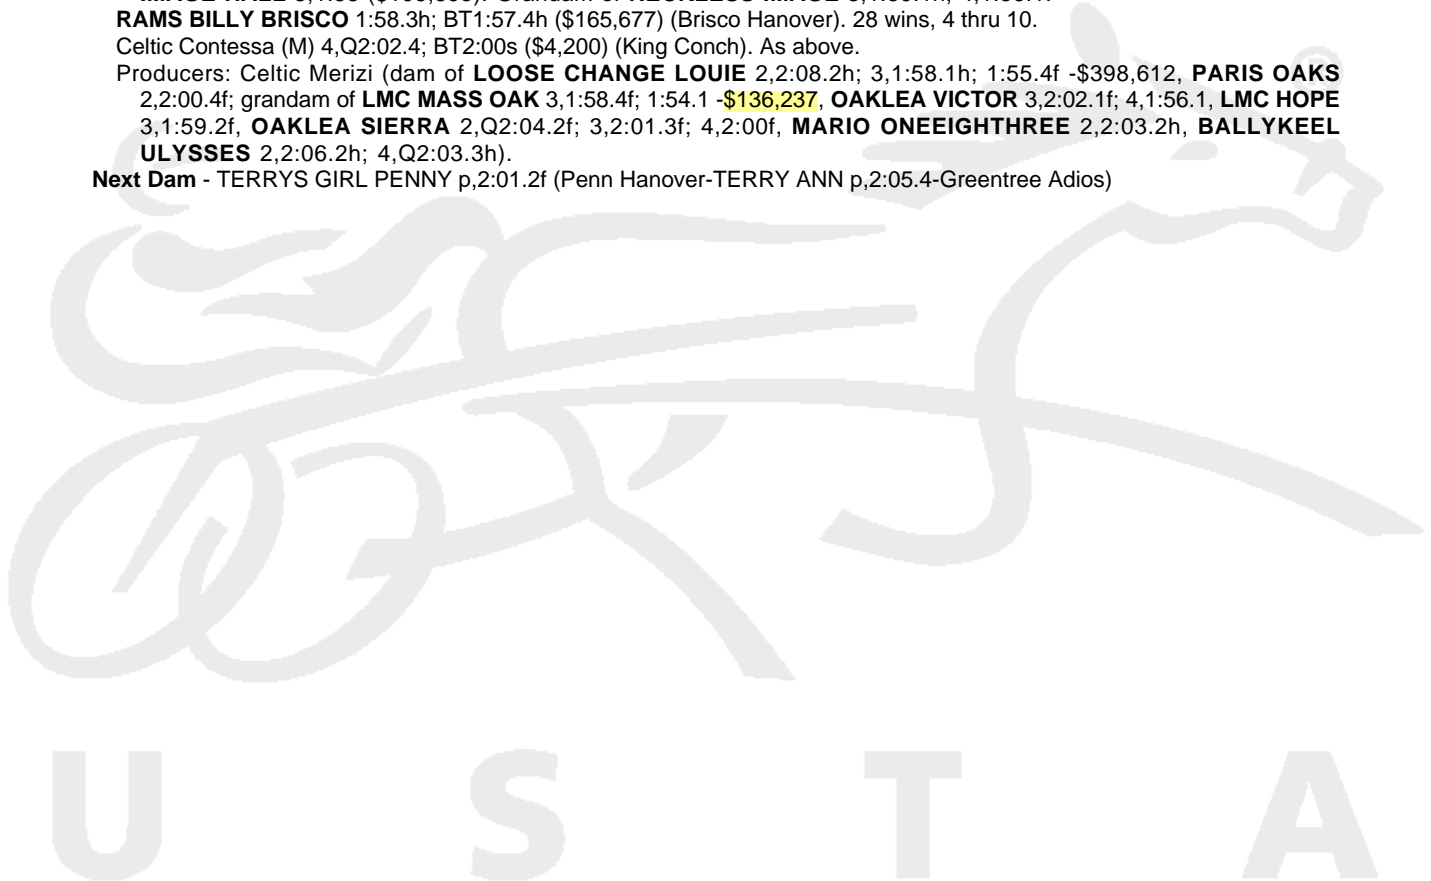 RAMS BILLY BRISCO 1:58.3h; BT1:57.4h ($165,677) (Brisco Hanover). 28 wins, 4 thru 10.
Celtic Contessa (M) 4,Q2:02.4; BT2:00s ($4,200) (King Conch). As above.
Producers: Celtic Merizi (dam of LOOSE CHANGE LOUIE 2,2:08.2h; 3,1:58.1h; 1:55.4f -$398,612, PARIS OAKS
2,2:00.4f; grandam of LMC MASS OAK 3,1:58.4f; 1:54.1 -$136,237, OAKLEA VICTOR 3,2:02.1f; 4,1:56.1, LMC HOPE
3,1:59.2f, OAKLEA SIERRA 2,Q2:04.2f; 3,2:01.3f; 4,2:00f, MARIO ONEEIGHTHREE 2,2:03.2h, BALLYKEEL
ULYSSES 2,2:06.2h; 4,Q2:03.3h).
Next Dam - TERRYS GIRL PENNY p,2:01.2f (Penn Hanover-TERRY ANN p,2:05.4-Greentree Adios)
®
U S T A